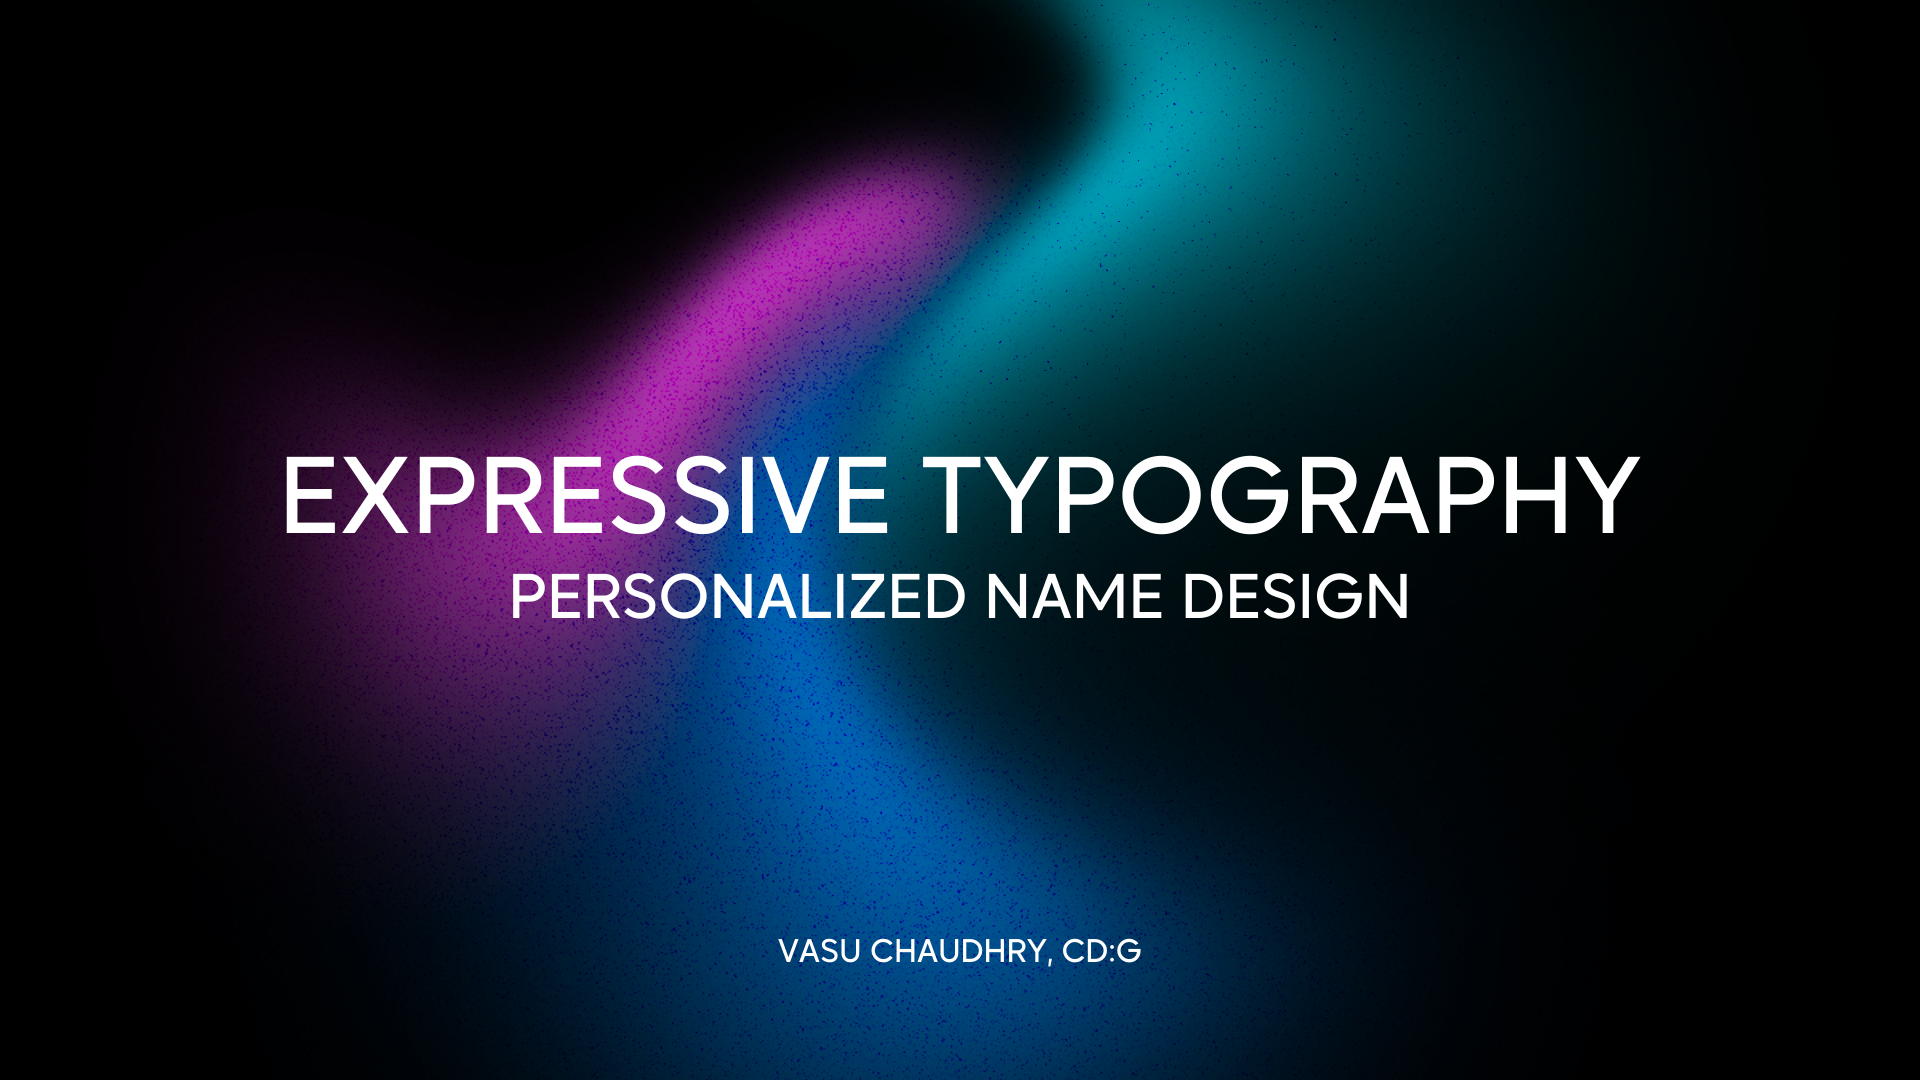 EXPRESSIVE TYPOGRAPHY
PERSONALIZED NAME DESIGN
VASU CHAUDHRY, CD:G